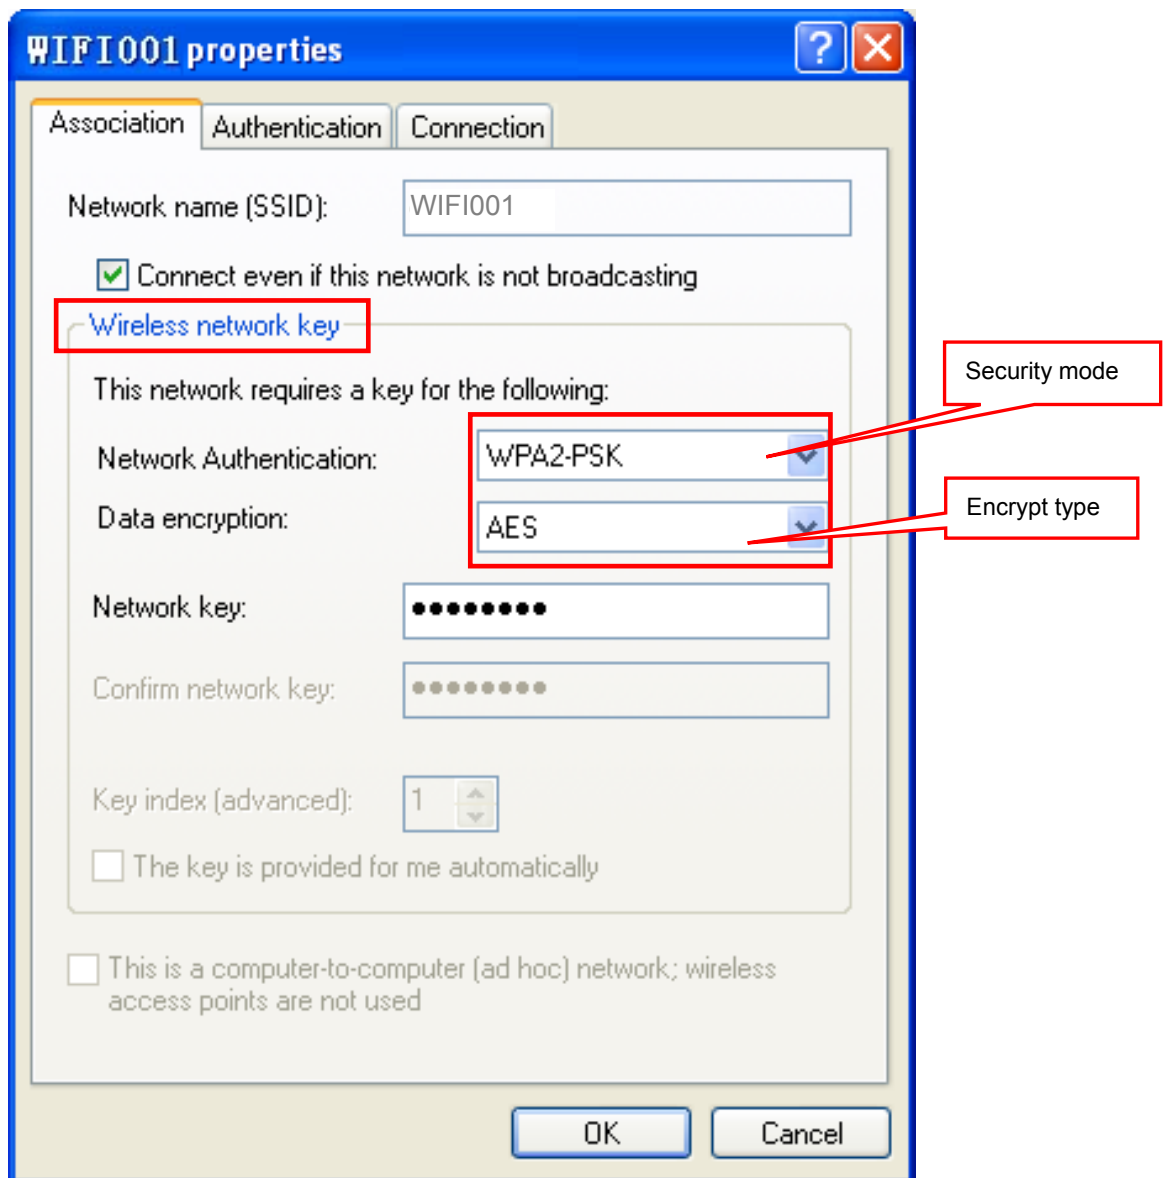 WIFI001 properties
?
Association Authentication Connection
Network name (SSID): WIFI001
Connect even if this network is not broadcasting
Wireless network key
This network requires a key for the following:
Security mode
Network Authentication: WPA2-PSK
Encrypt type
Data encryption: AES
Network key: ••••••••
Confirm network key: ••••••••
Key index (advanced): 1
The key is provided for me automatically
This is a computer-to-computer (ad hoc) network; wireless
access points are not used
OK Cancel